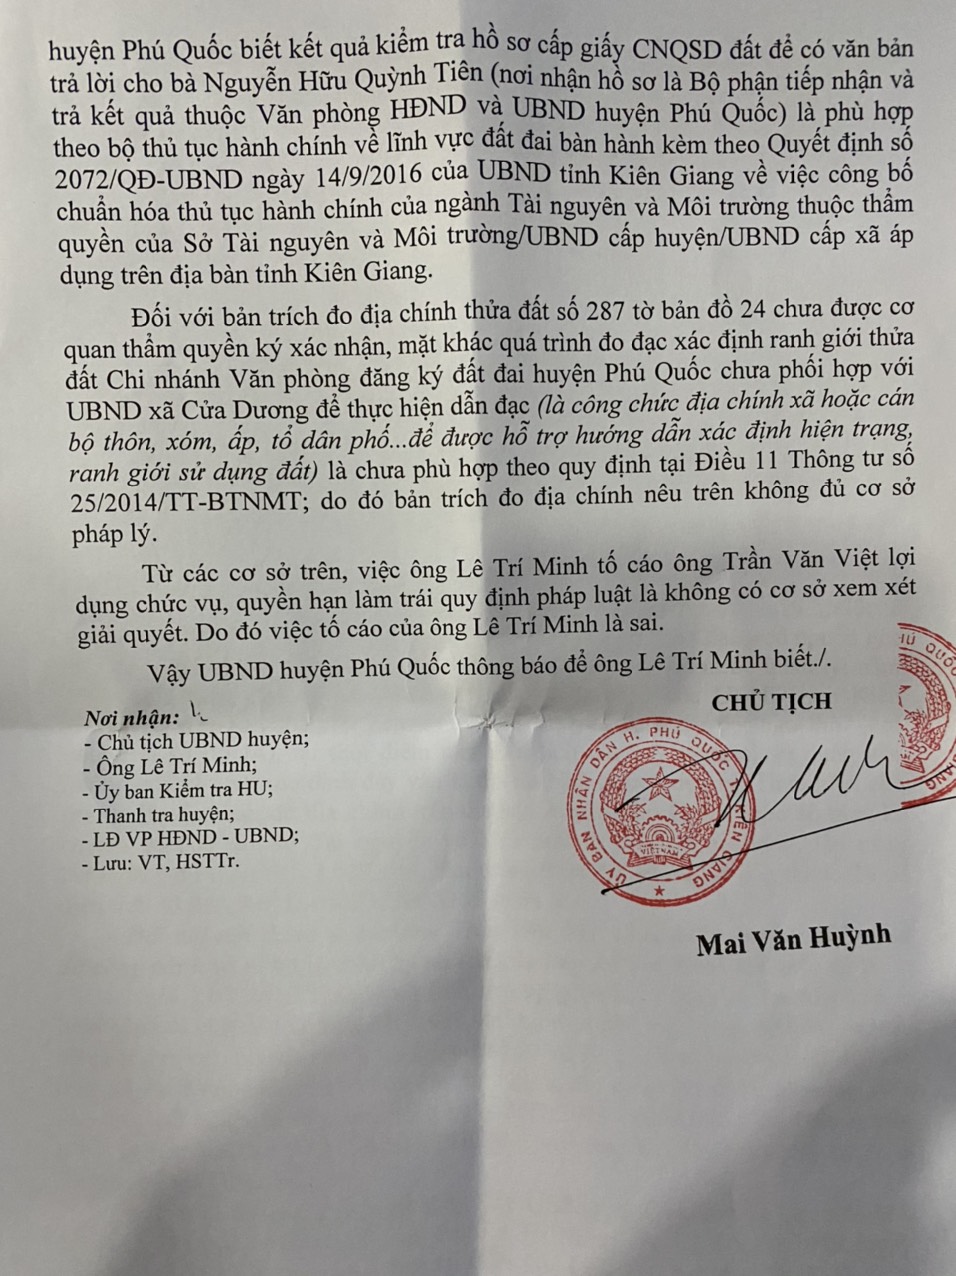 huyện Phú Quốc biết kết quả kiểm tra hồ sơ cấp giấy CNQSD đất để có văn bản
trả lời cho bà Nguyễn Hữu Quỳnh Tiên (nơi nhận hồ sơ là Bộ phận tiếp nhận và
trả kết quả thuộc Văn phòng HĐND và UBND huyện Phú Quốc) là phù hợp
theo bộ thủ tục hành chính về lĩnh vực đất đai bàn hành kèm theo Quyết định số
2072/QĐ-UBND ngày 14/9/2016 của UBND tỉnh Kiên Giang về việc công bố
chuẩn hóa thủ tục hành chính của ngành Tài nguyên và Môi trường thuộc thẩm
quyền của Sở Tài nguyên và Môi trường/UBND cấp huyện/UBND cấp xã áp
dụng trên địa bàn tỉnh Kiên Giang.
Đối với bản trích đo địa chính thửa đất số 287 tờ bản đồ 24 chưa được cơ
quan thẩm quyền ký xác nhận, mặt khác quá trình đo đạc xác định ranh giới thửa
đất Chi nhánh Văn phòng đăng ký đất đai huyện Phú Quốc chưa phối hợp với
UBND xã Cửa Dương để thực hiện dẫn đạc (là công chức địa chính xã hoặc cán
bộ thôn, xóm, ấp, tổ dân phố...để được hỗ trợ hướng dẫn xác định hiện trạng,
ranh giới sử dụng đất) là chưa phù hợp theo quy định tại Điều 11 Thông tư số
25/2014/TT-BTNMT; do đó bản trích đo địa chính nêu trên không đủ cơ sở
pháp lý.
Từ các cơ sở trên, việc ông Lê Trí Minh tố cáo ông Trần Văn Việt lợi
dụng chức vụ, quyền hạn làm trái quy định pháp luật là không có cơ sở xem xét
giải quyết. Do đó việc tố cáo của ông Lê Trí Minh là sai.
Vậy UBND huyện Phú Quốc thông báo để ông Lê Trí Minh biết./.
CHỦ TỊCH
Nơi nhận:
- Chủ tịch UBND huyện;
- Ông Lê Trí Minh;
- Ủy ban Kiểm tra HU;
- Thanh tra huyện;
- LĐ VP HĐND - UBND;
- Lưu: VT, HSTTr.
ỦY BAN NHÂN DÂN H. PHÚ QUỐC T. KIÊN GIANG
VIỆT NAM
Mai Văn Huỳnh